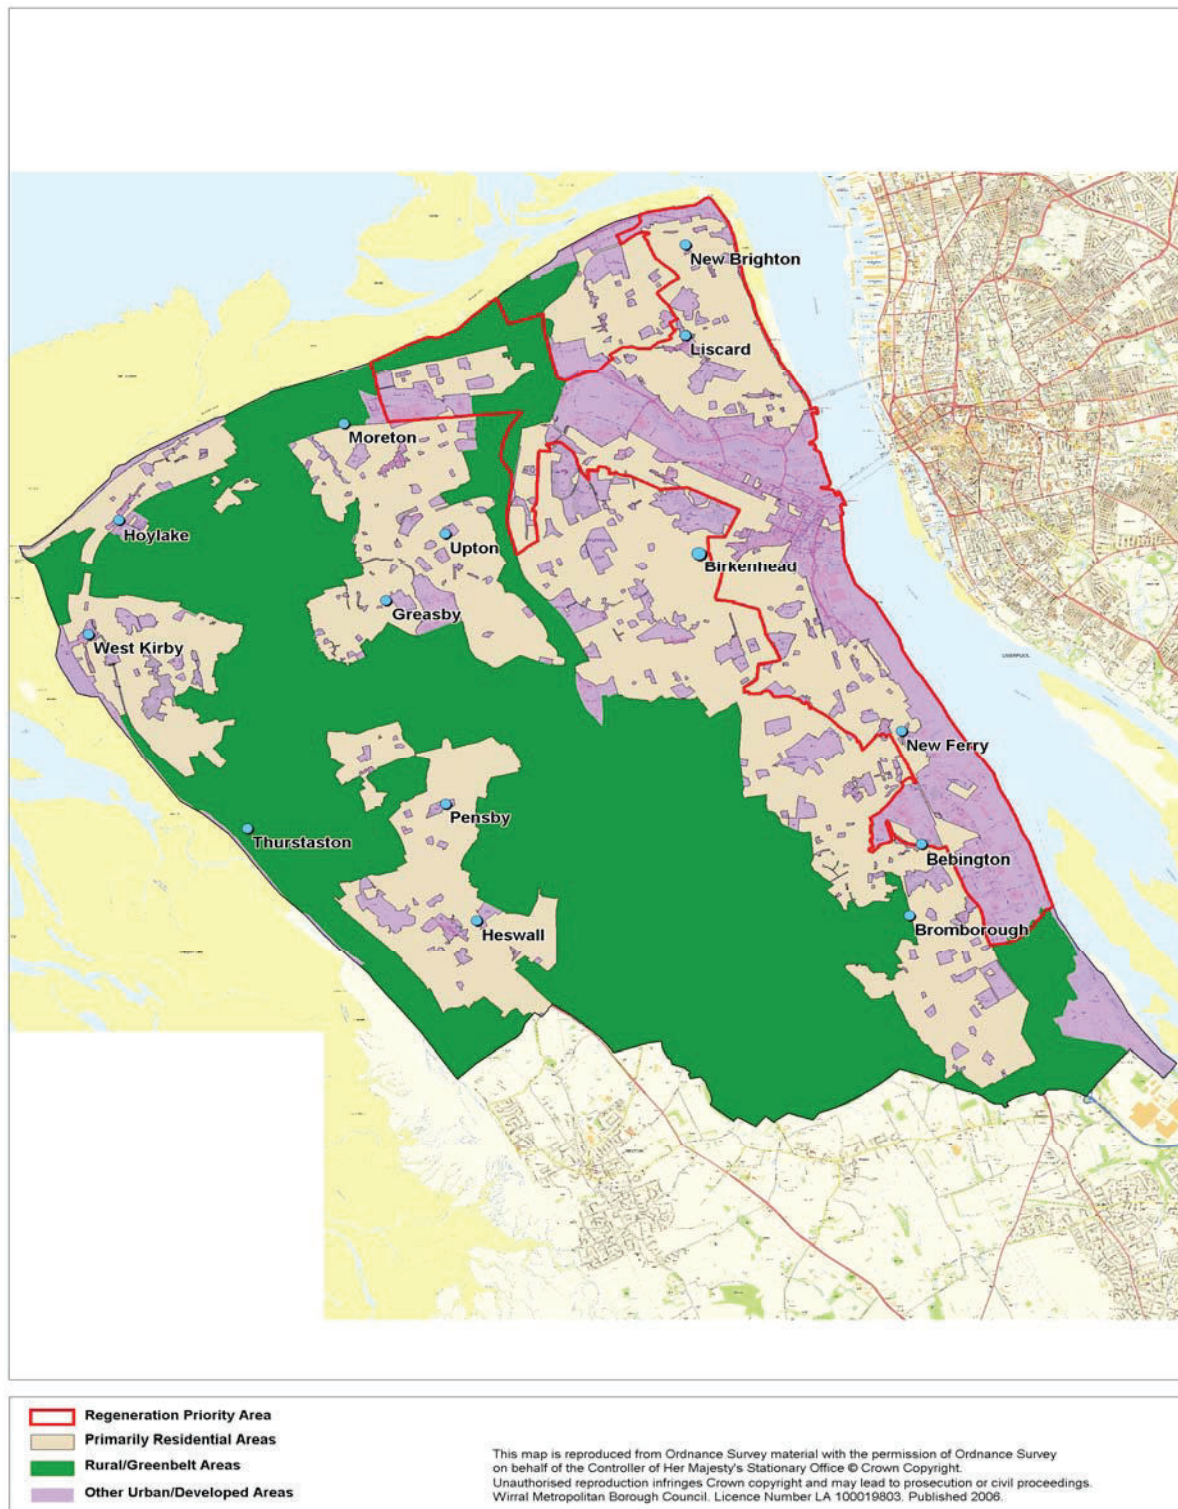 New Brighton
Liscard
Moreton
Hoylake
Upton
Birkenhead
Greasby
West Kirby
LIVERPOOL
New Ferry
Pensby
Thurstaston
Bebington
Heswall
Bromborough
Regeneration Priority Area
Primarily Residential Areas
Rural/Greenbelt Areas
Other Urban/Developed Areas
This map is reproduced from Ordnance Survey material with the permission of Ordnance Survey
on behalf of the Controller of Her Majesty's Stationary Office © Crown Copyright.
Unauthorised reproduction infringes Crown copyright and may lead to prosecution or civil proceedings.
Wirral Metropolitan Borough Council. Licence Number LA 100019803. Published 2006.